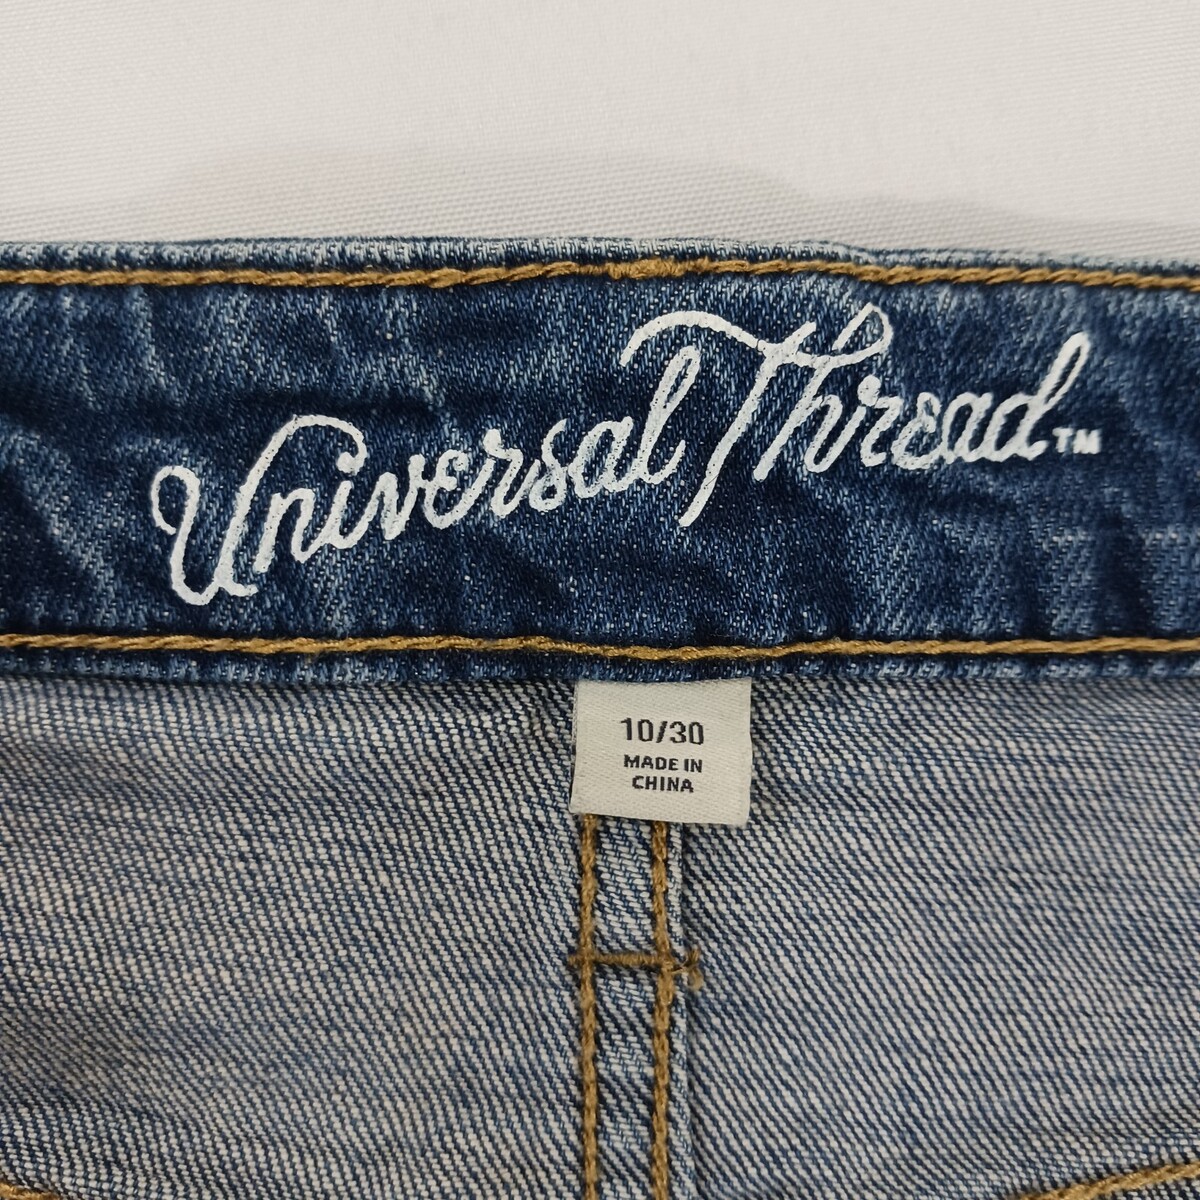 Universal Thread™
10/30
MADE IN
CHINA